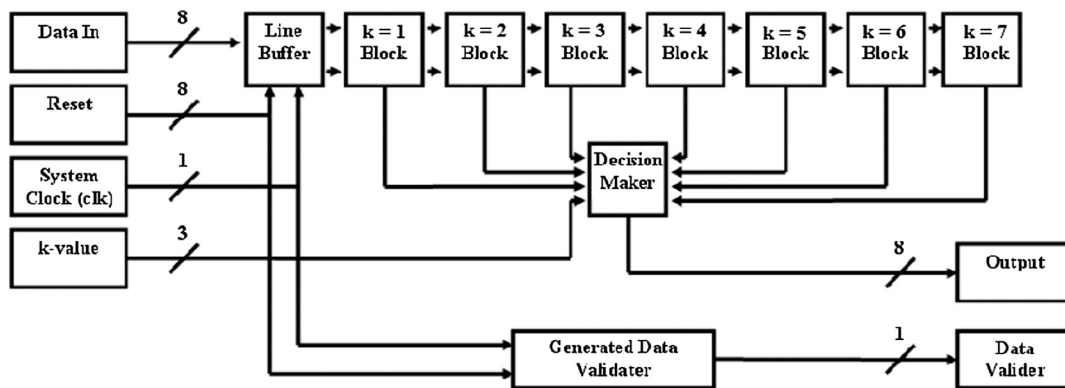 Data In
8
Line
Buffer
k = 1
Block
k = 2
Block
k = 3
Block
k = 4
Block
k = 5
Block
k = 6
Block
k = 7
Block
Reset
8
System
Clock (clk)
1
Decision
Maker
k-value
3
8
Output
Generated Data
Validater
1
Data
Valider